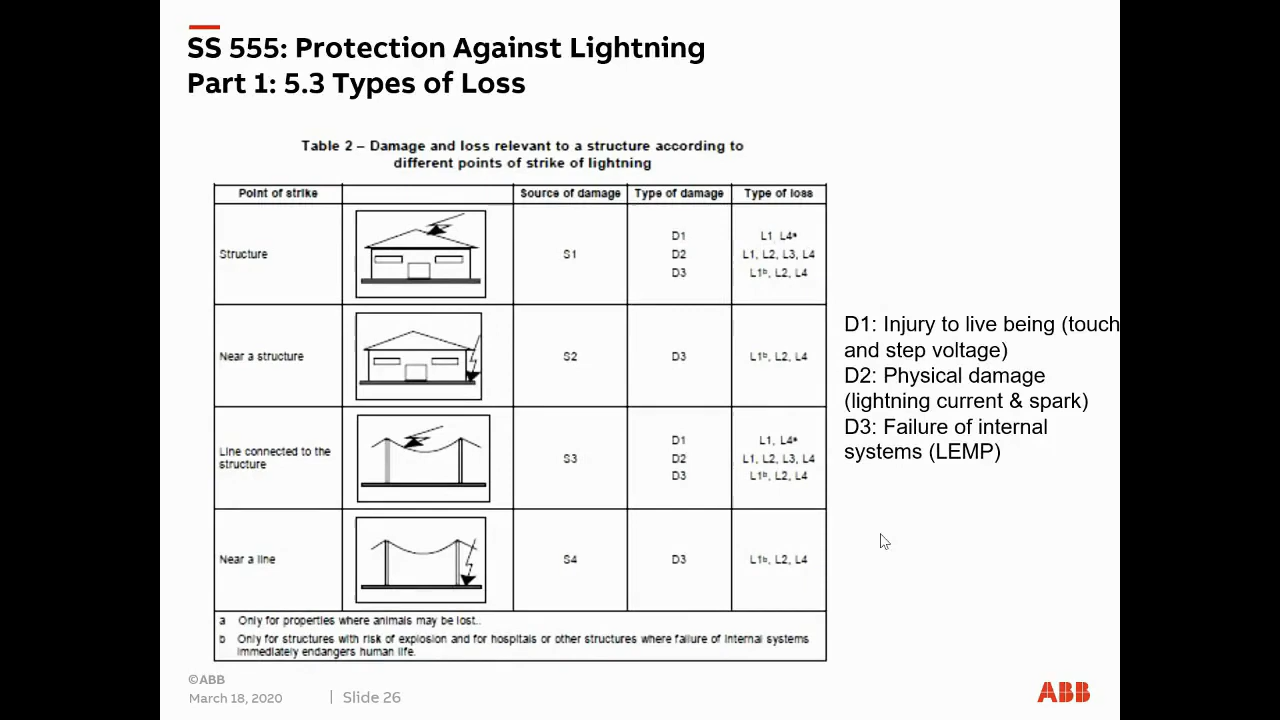 SS 555: Protection Against Lightning
Part 1: 5.3 Types of Loss
Table 2 – Damage and loss relevant to a structure according to
different points of strike of lightning
Point of strike Source of damage Type of damage Type of loss
Structure S1
D1 L1, L4ᵃ
D2 L1, L2, L3, L4
D3 L1ᵇ, L2, L4
Near a structure S2 D3 L1ᵇ, L2, L4
Line connected to the
structure
S3
D1 L1, L4ᵃ
D2 L1, L2, L3, L4
D3 L1ᵇ, L2, L4
Near a line S4 D3 L1ᵇ, L2, L4
a Only for properties where animals may be lost.
b Only for structures with risk of explosion and for hospitals or other structures where failure of internal systems
immediately endangers human life.
D1: Injury to live being (touch
and step voltage)
D2: Physical damage
(lightning current & spark)
D3: Failure of internal
systems (LEMP)
©ABB
March 18, 2020 | Slide 26
ABB